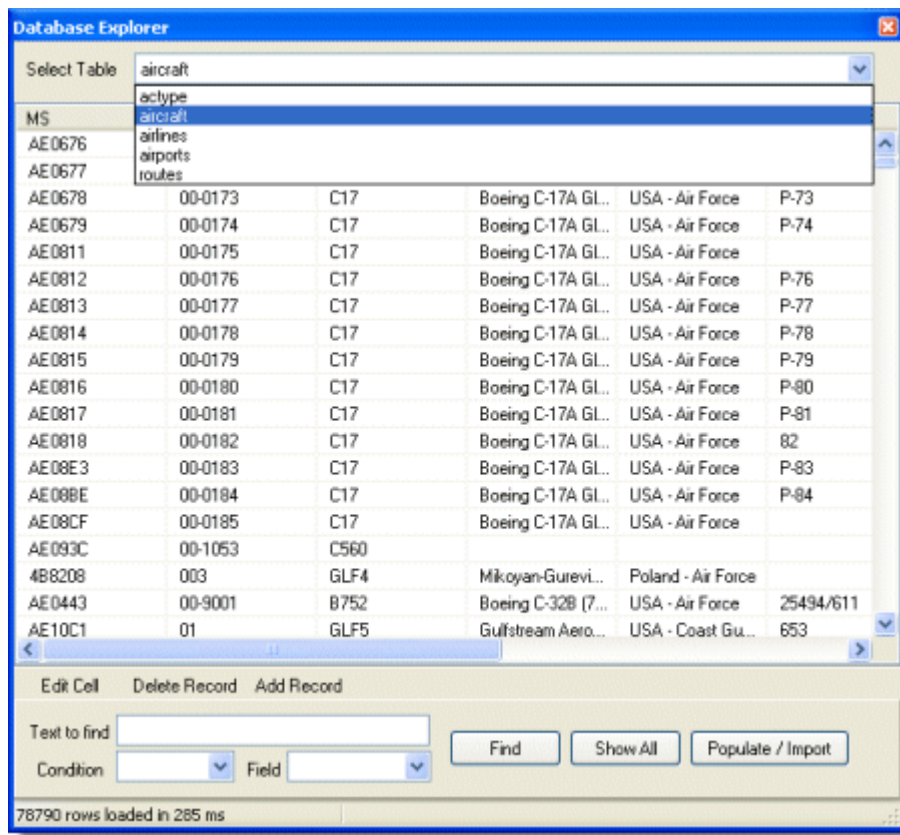 Database Explorer
Select Table aircraft
actype
aircraft
airlines
airports
routes
MS
AE0676
AE0677
AE0678 00-0173 C17 Boeing C-17A Gl... USA - Air Force P-73
AE0679 00-0174 C17 Boeing C-17A Gl... USA - Air Force P-74
AE0811 00-0175 C17 Boeing C-17A Gl... USA - Air Force
AE0812 00-0176 C17 Boeing C-17A Gl... USA - Air Force P-76
AE0813 00-0177 C17 Boeing C-17A Gl... USA - Air Force P-77
AE0814 00-0178 C17 Boeing C-17A Gl... USA - Air Force P-78
AE0815 00-0179 C17 Boeing C-17A Gl... USA - Air Force P-79
AE0816 00-0180 C17 Boeing C-17A Gl... USA - Air Force P-80
AE0817 00-0181 C17 Boeing C-17A Gl... USA - Air Force P-81
AE0818 00-0182 C17 Boeing C-17A Gl... USA - Air Force 82
AE08E3 00-0183 C17 Boeing C-17A Gl... USA - Air Force P-83
AE08BE 00-0184 C17 Boeing C-17A Gl... USA - Air Force P-84
AE08CF 00-0185 C17 Boeing C-17A Gl... USA - Air Force
AE093C 00-1053 C560
4B8208 003 GLF4 Mikoyan-Gurevi... Poland - Air Force
AE0443 00-9001 B752 Boeing C-32B (7... USA - Air Force 25494/611
AE10C1 01 GLF5 Gulfstream Aero... USA - Coast Gu... 653
Edit Cell Delete Record Add Record
Text to find
Find Show All Populate / Import
Condition Field
78790 rows loaded in 285 ms